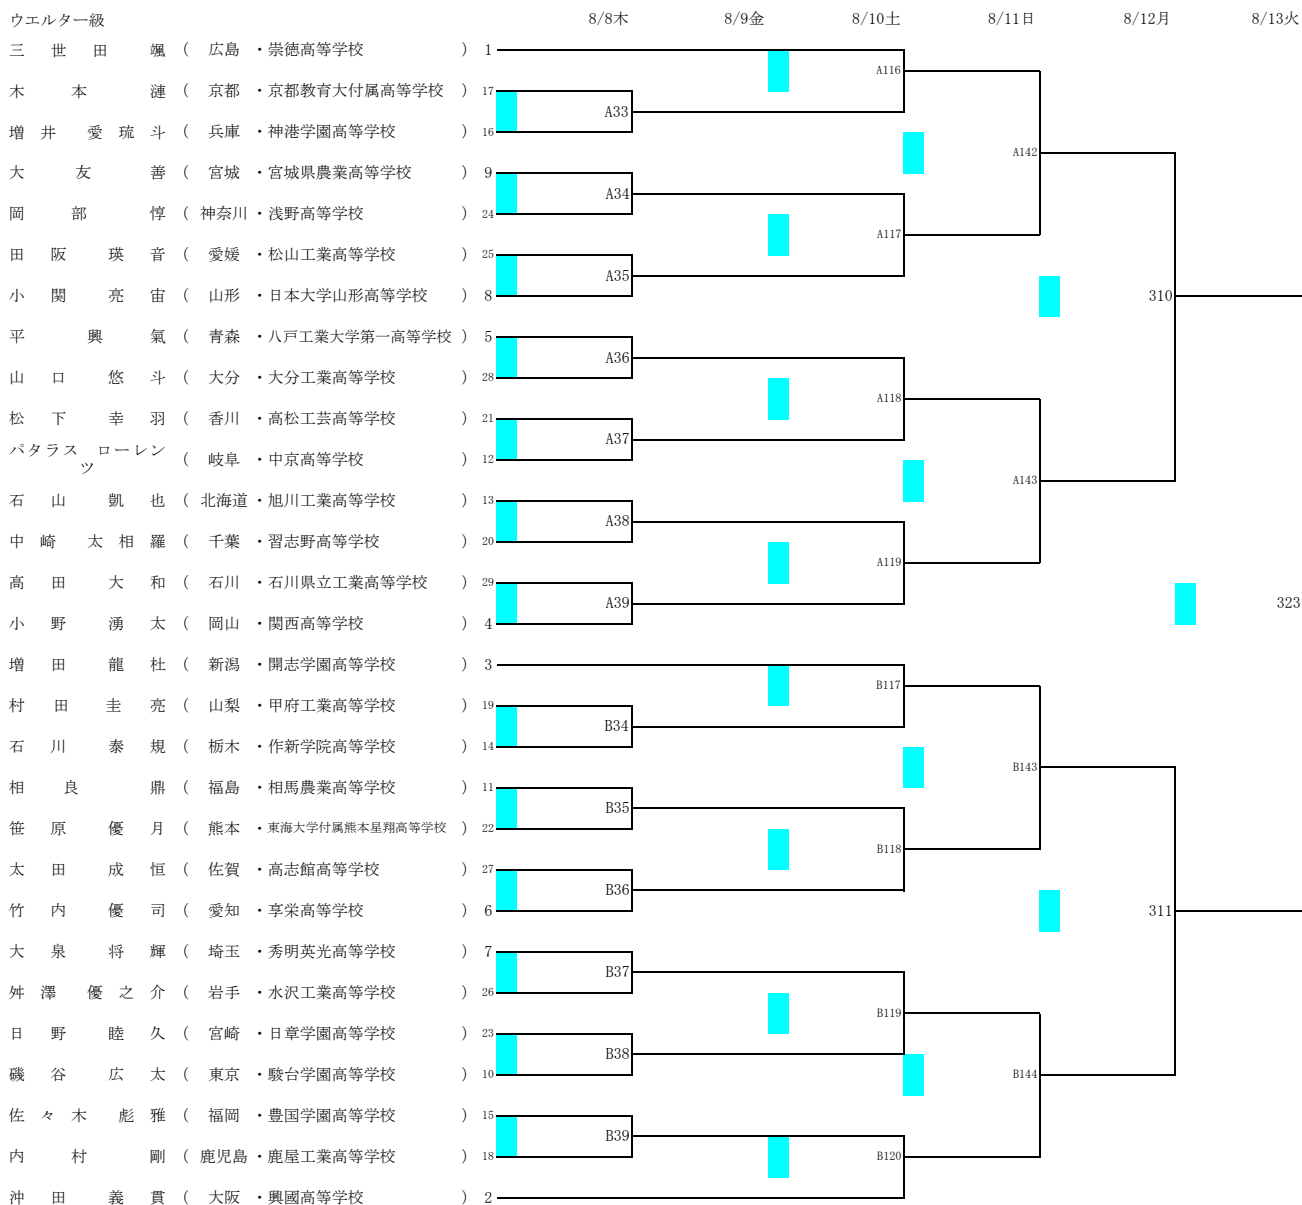 ウエルター級 8/8木 8/9金 8/10土 8/11日 8/12月 8/13火
三世田 颯 ( 広島 ・崇徳高等学校 ) 1
A116
木本 漣 ( 京都 ・京都教育大付属高等学校 ) 17
A33
増井 愛琉斗 ( 兵庫 ・神港学園高等学校 ) 16
A142
大友 善 ( 宮城 ・宮城県農業高等学校 ) 9
A34
岡部 惇 ( 神奈川 ・浅野高等学校 ) 24
A117
田阪 瑛音 ( 愛媛 ・松山工業高等学校 ) 25
A35
小関 亮宙 ( 山形 ・日本大学山形高等学校 ) 8 310
平 興氣 ( 青森 ・八戸工業大学第一高等学校 ) 5
A36
山口 悠斗 ( 大分 ・大分工業高等学校 ) 28
A118
松下 幸羽 ( 香川 ・高松工芸高等学校 ) 21
A37
パタラス ローレンツ ( 岐阜 ・中京高等学校 ) 12
A143
石山 凱也 ( 北海道 ・旭川工業高等学校 ) 13
A38
中崎 太相羅 ( 千葉 ・習志野高等学校 ) 20
A119
高田 大和 ( 石川 ・石川県立工業高等学校 ) 29
A39 323
小野 湧太 ( 岡山 ・関西高等学校 ) 4
増田 龍杜 ( 新潟 ・開志学園高等学校 ) 3
B117
村田 圭亮 ( 山梨 ・甲府工業高等学校 ) 19
B34
石川 泰規 ( 栃木 ・作新学院高等学校 ) 14
B143
相良 鼎 ( 福島 ・相馬農業高等学校 ) 11
B35
笹原 優月 ( 熊本 ・東海大学付属熊本星翔高等学校 ) 22
B118
太田 成恒 ( 佐賀 ・高志館高等学校 ) 27
B36
竹内 優司 ( 愛知 ・享栄高等学校 ) 6 311
大泉 将輝 ( 埼玉 ・秀明英光高等学校 ) 7
B37
舛澤 優之介 ( 岩手 ・水沢工業高等学校 ) 26
B119
日野 睦久 ( 宮崎 ・日章学園高等学校 ) 23
B38
磯谷 広太 ( 東京 ・駿台学園高等学校 ) 10 B144
佐々木 彪雅 ( 福岡 ・豊国学園高等学校 ) 15
B39
内村 剛 ( 鹿児島 ・鹿屋工業高等学校 ) 18 B120
沖田 義貫 ( 大阪 ・興國高等学校 ) 2